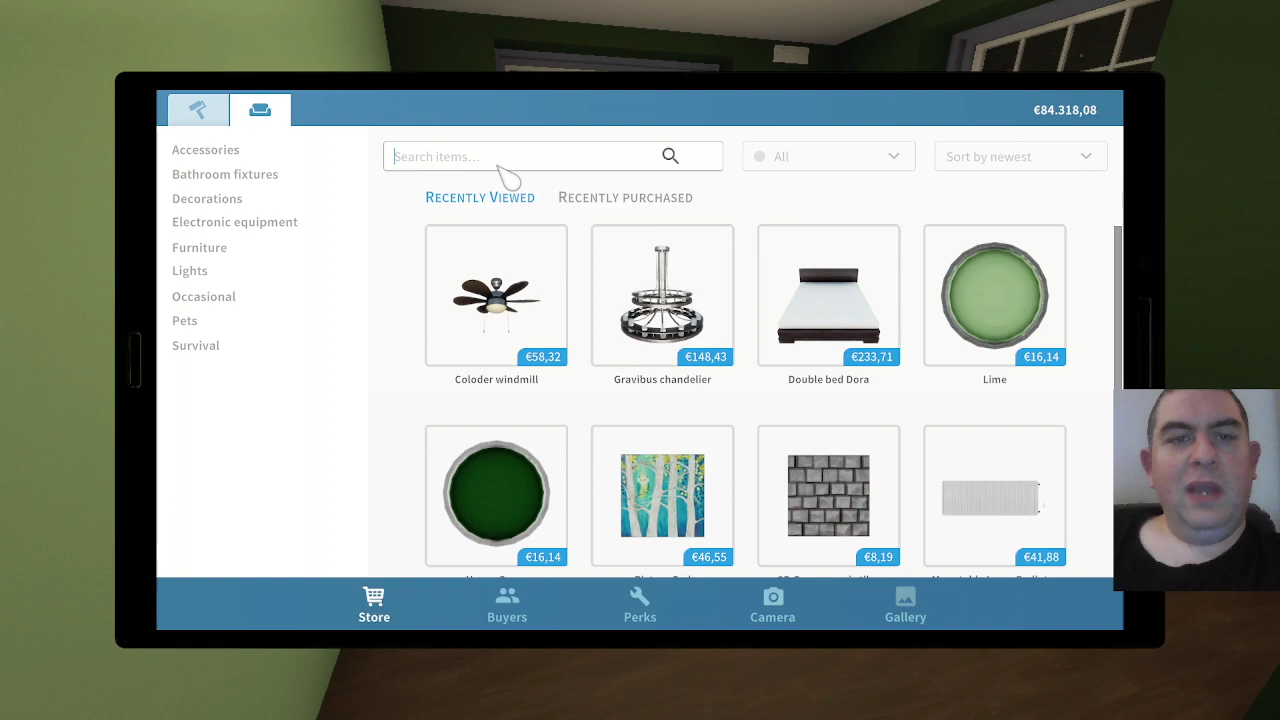 €84.318,08
Accessories
Bathroom fixtures
Decorations
Electronic equipment
Furniture
Lights
Occasional
Pets
Survival
Search items...
All
Sort by newest
RECENTLY VIEWED
RECENTLY PURCHASED
€58,32
€148,43
€233,71
€16,14
Coloder windmill
Gravibus chandelier
Double bed Dora
Lime
€16,14
€46,55
€8,19
€41,88
Store
Buyers
Perks
Camera
Gallery